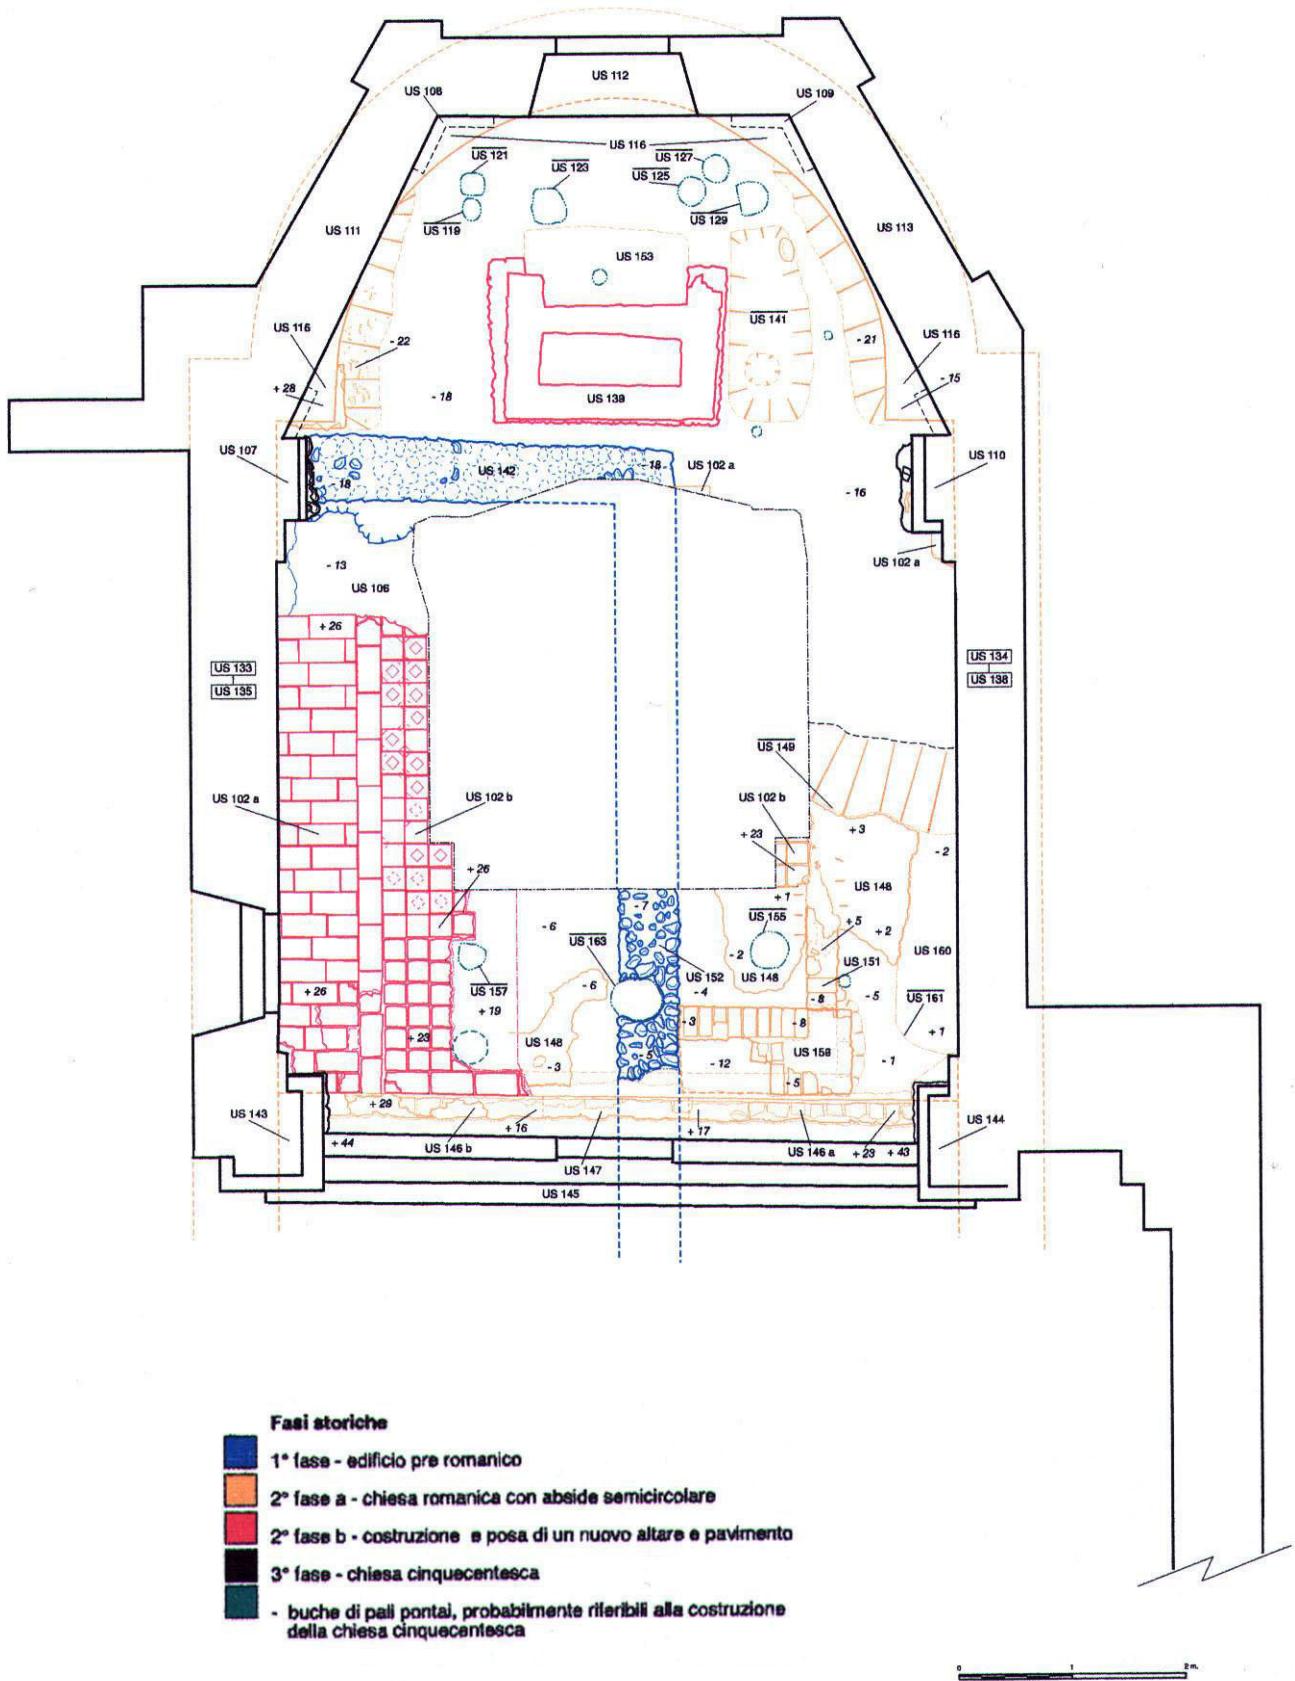 US 112
US 108
US 109
US 116
US 121
US 127
US 123
US 125
US 119
US 129
US 111
US 113
US 153
US 141
US 116
- 22
- 21
US 116
+ 28
- 15
- 18
US 139
US 107
US 142
- 18
US 102 a
US 110
- 18
- 16
US 102 a
- 13
US 106
+ 26
US 133
US 135
US 134
US 138
US 149
US 102 a
US 102 b
US 102 b
+ 23
+ 3
- 2
+ 26
US 148
- 7
+ 1
- 6
US 163
US 155
+ 5
+ 2
US 160
- 2
US 152
US 148
US 151
+ 26
US 157
- 6
- 4
- 8
- 5
US 161
+ 19
- 3
- 8
+ 1
+ 23
US 148
- 3
- 5
- 12
US 159
- 1
- 5
US 143
+ 29
+ 16
+ 17
US 144
+ 44
US 146 b
US 147
US 146 a
+ 23
+ 43
US 145
Fasi storiche
1° fase - edificio pre romanico
2° fase a - chiesa romanica con abside semicircolare
2° fase b - costruzione e posa di un nuovo altare e pavimento
3° fase - chiesa cinquecentesca
- buche di pali pontai, probabilmente riferibili alla costruzione
della chiesa cinquecentesca
0 1 2 m.